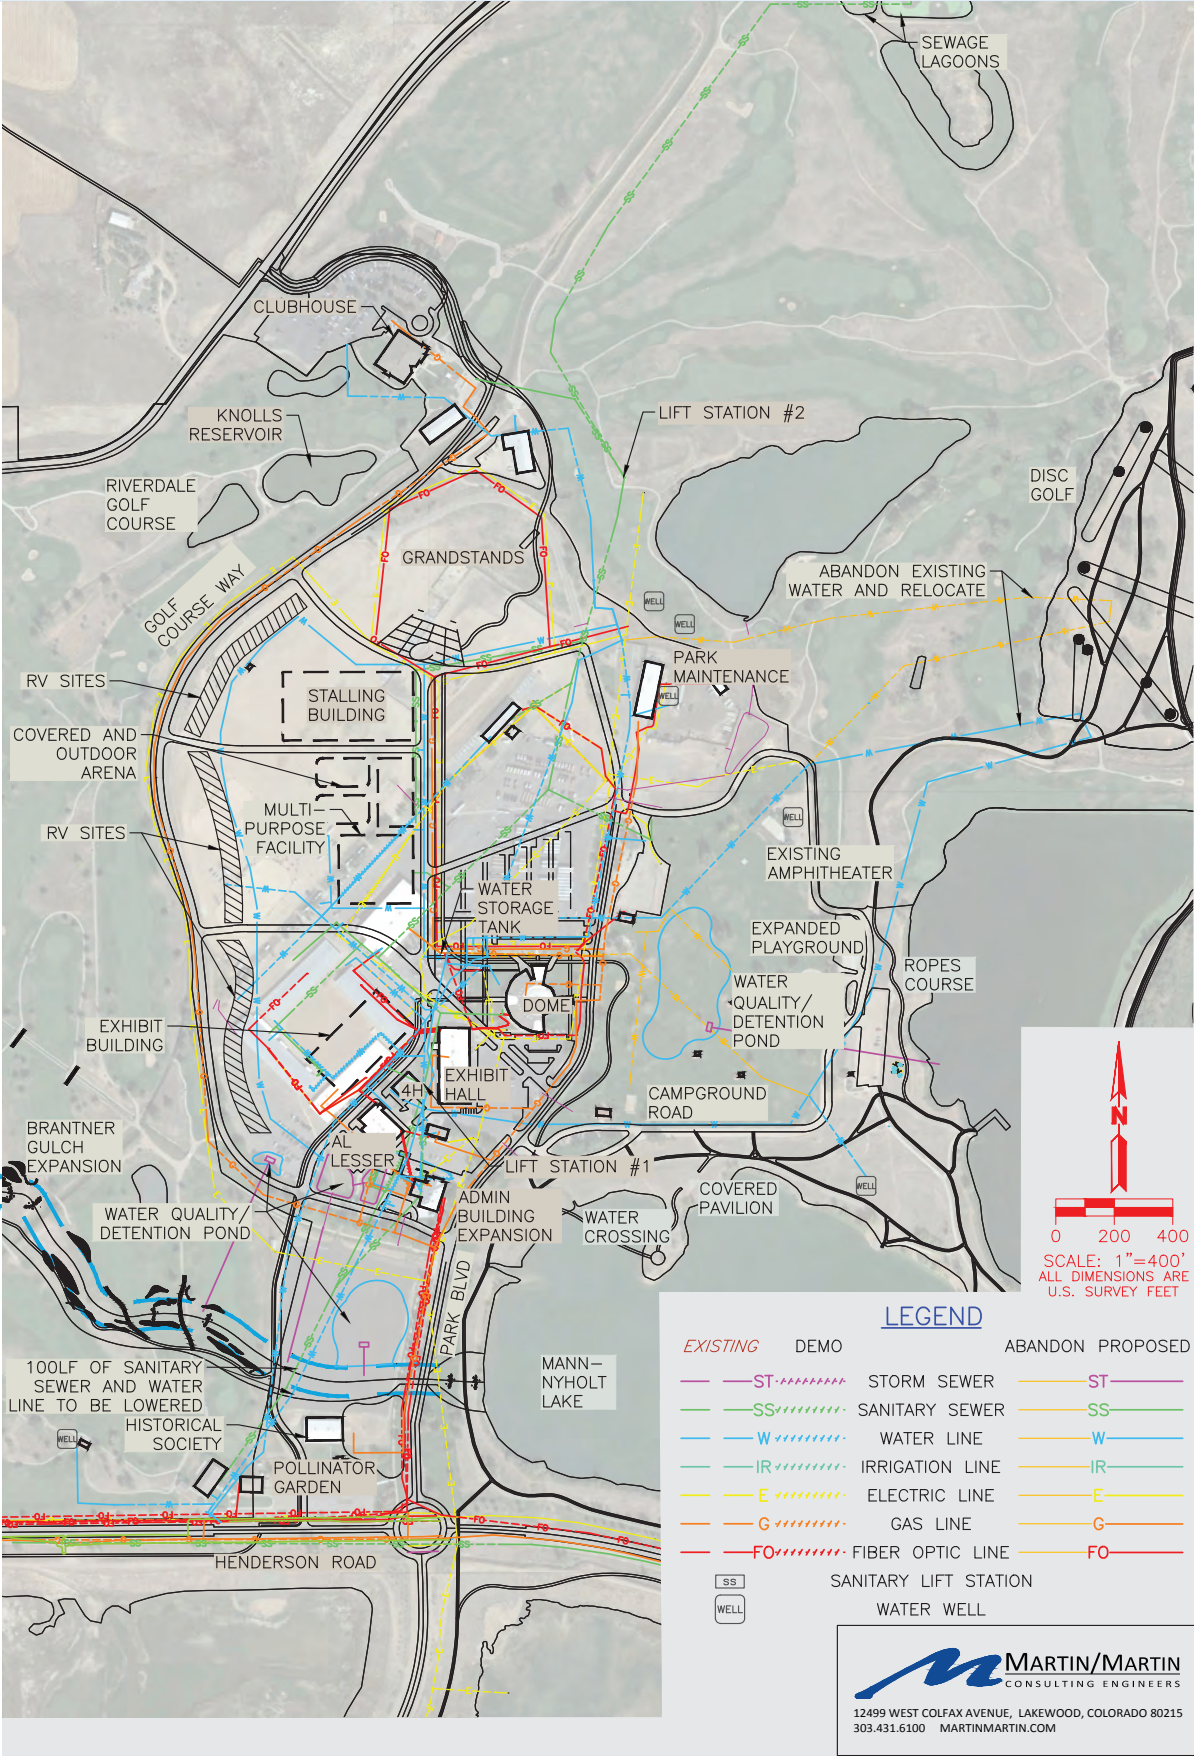 SEWAGE
LAGOONS
CLUBHOUSE
KNOLLS
RESERVOIR
LIFT STATION #2
RIVERDALE
GOLF
COURSE
DISC
GOLF
GRANDSTANDS
ABANDON EXISTING
WATER AND RELOCATE
GOLF
COURSE WAY
WELL
WELL
PARK
MAINTENANCE
WELL
RV SITES
STALLING
BUILDING
COVERED AND
OUTDOOR
ARENA
MULTI-
PURPOSE
FACILITY
RV SITES
WELL
EXISTING
AMPHITHEATER
WATER
STORAGE
TANK
EXPANDED
PLAYGROUND
ROPES
COURSE
WATER
QUALITY/
DETENTION
POND
DOME
EXHIBIT
BUILDING
EXHIBIT
HALL
4H
CAMPGROUND
ROAD
BRANTNER
GULCH
EXPANSION
AL
LESSER
LIFT STATION #1
WELL
COVERED
PAVILION
ADMIN
BUILDING
EXPANSION
WATER
CROSSING
WATER QUALITY/
DETENTION POND
PARK BLVD
N
0 200 400
SCALE: 1"=400'
ALL DIMENSIONS ARE
U.S. SURVEY FEET
100LF OF SANITARY
SEWER AND WATER
LINE TO BE LOWERED
MANN-
NYHOLT
LAKE
HISTORICAL
SOCIETY
WELL
POLLINATOR
GARDEN
HENDERSON ROAD
LEGEND
EXISTING DEMO ABANDON PROPOSED
ST STORM SEWER ST
SS SANITARY SEWER SS
W WATER LINE W
IR IRRIGATION LINE IR
E ELECTRIC LINE E
G GAS LINE G
FO FIBER OPTIC LINE FO
SS SANITARY LIFT STATION
WELL WATER WELL
MARTIN/MARTIN
CONSULTING ENGINEERS
12499 WEST COLFAX AVENUE, LAKEWOOD, COLORADO 80215
303.431.6100 MARTINMARTIN.COM